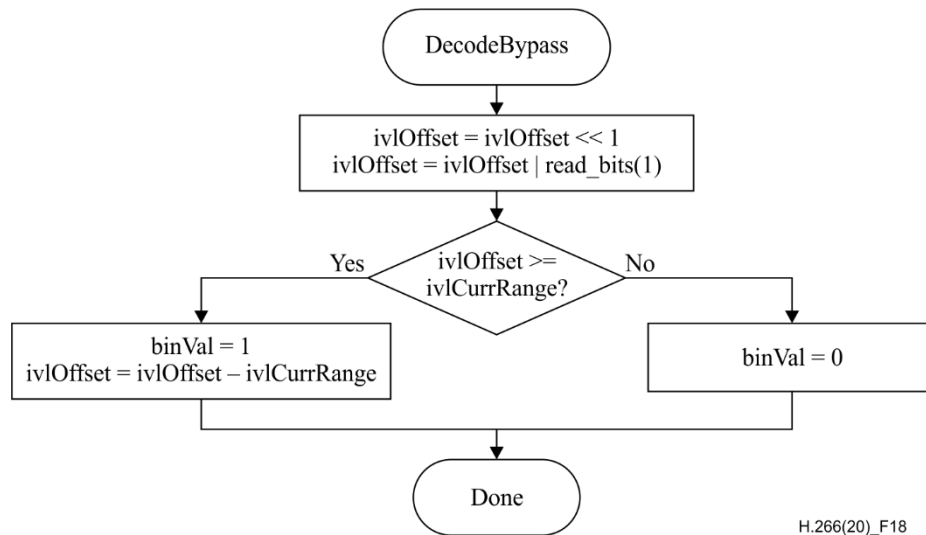 DecodeBypass
ivlOffset = ivlOffset << 1
ivlOffset = ivlOffset | read_bits(1)
ivlOffset >=
ivlCurrRange?
Yes
No
binVal = 1
ivlOffset = ivlOffset – ivlCurrRange
binVal = 0
Done
H.266(20)_F18